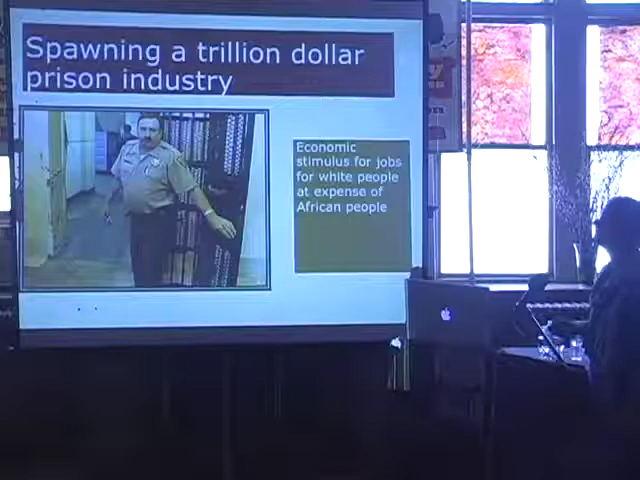 Spawning a trillion dollar
prison industry
Economic
stimulus for jobs
for white people
at expense of
African people